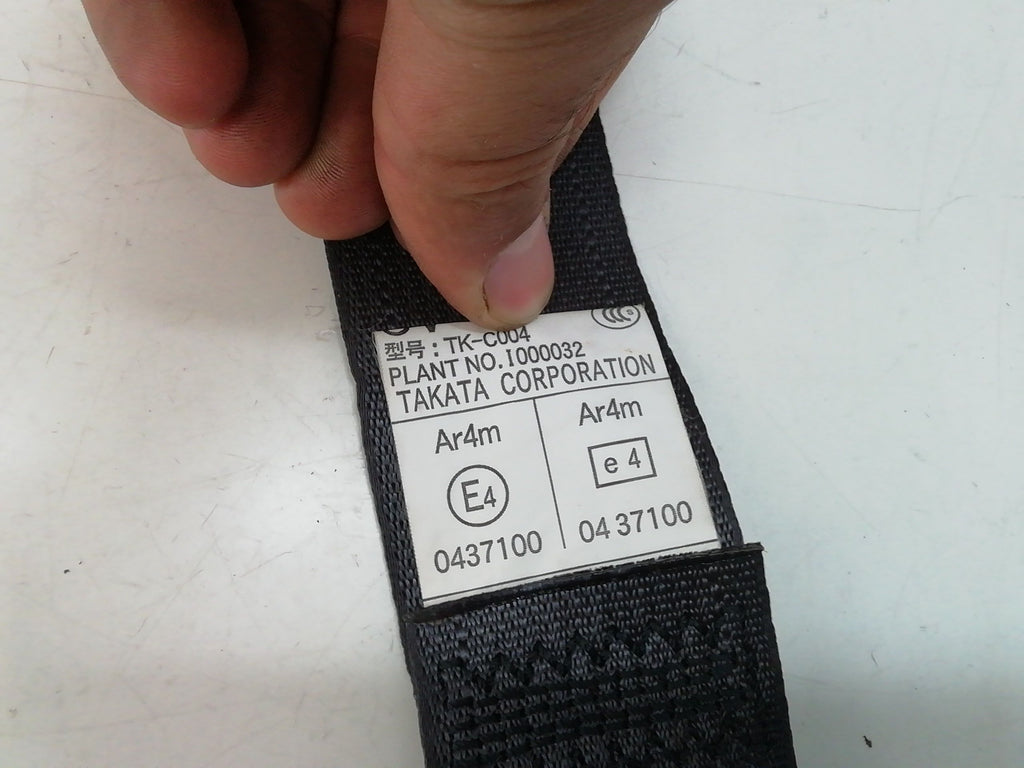 型号：TK-C004
PLANT NO.I000032
TAKATA CORPORATION
Ar4m
E4
0437100
Ar4m
e 4
04 37100